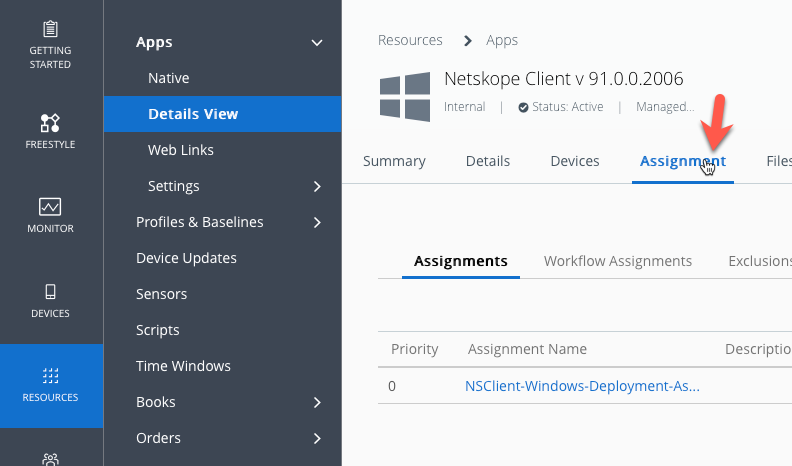 GETTING
STARTED
FREESTYLE
MONITOR
DEVICES
RESOURCES
Apps
Native
Details View
Web Links
Settings
Profiles & Baselines
Device Updates
Sensors
Scripts
Time Windows
Books
Orders
Resources > Apps
Netskope Client v 91.0.0.2006
Internal | Status: Active | Managed...
Summary Details Devices Assignment Files
Assignments Workflow Assignments Exclusions
Priority Assignment Name Descriptio
0 NSClient-Windows-Deployment-As...